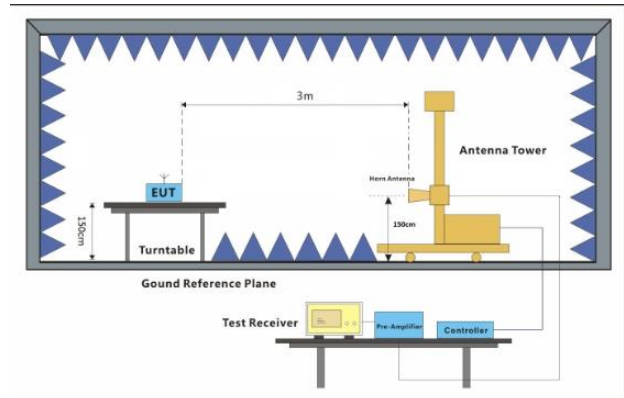 3m
Antenna Tower
Horn Antenna
EUT
150cm
150cm
Turntable
Gound Reference Plane
Test Receiver
Pre-Amplifier
Controller